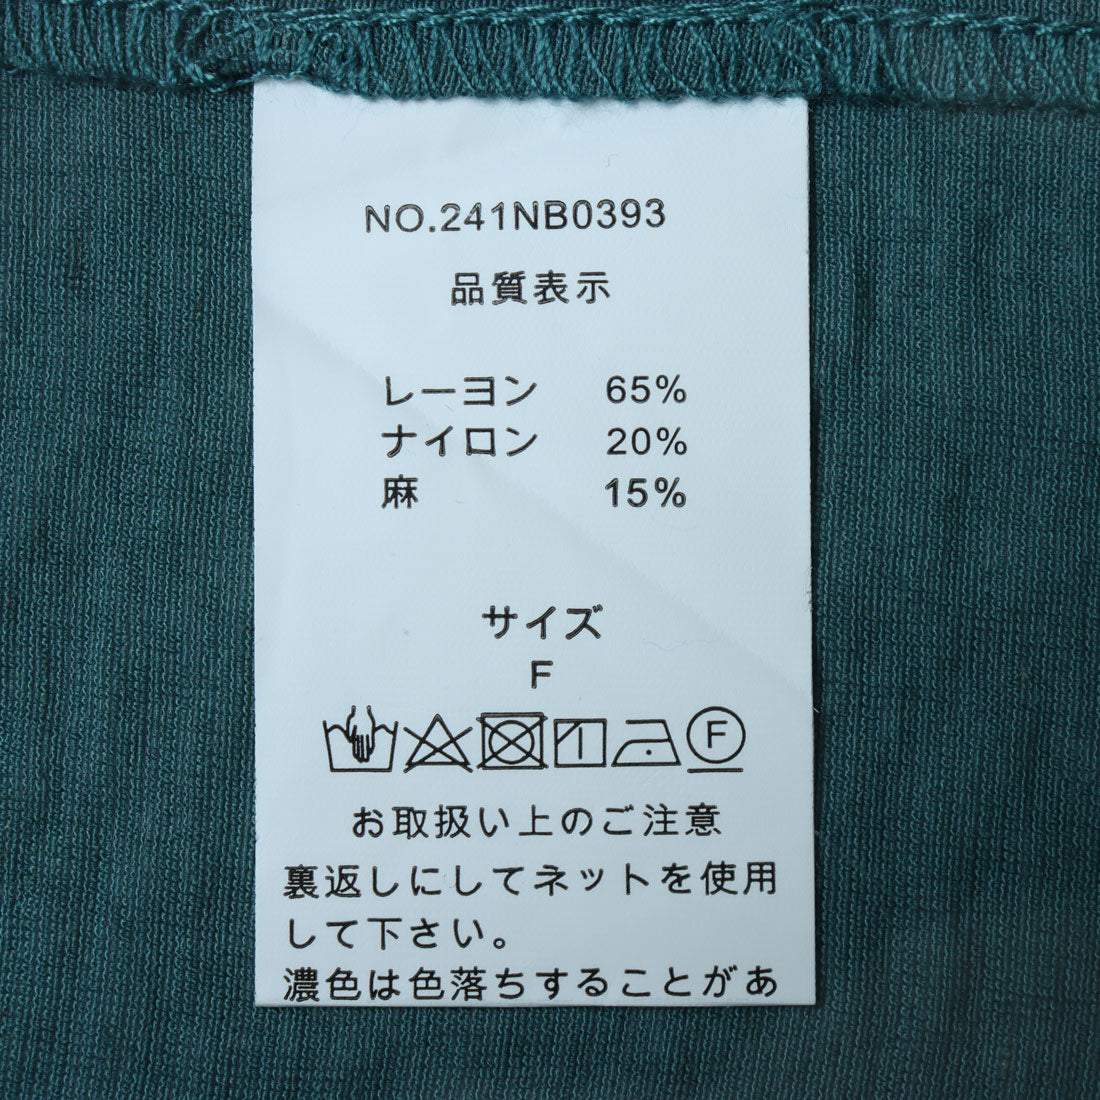 NO.241NB0393
品質表示
レーヨン 65%
ナイロン 20%
麻 15%
サイズ
F
F
お取扱い上のご注意
裏返しにしてネットを使用
して下さい。
濃色は色落ちすることがあ